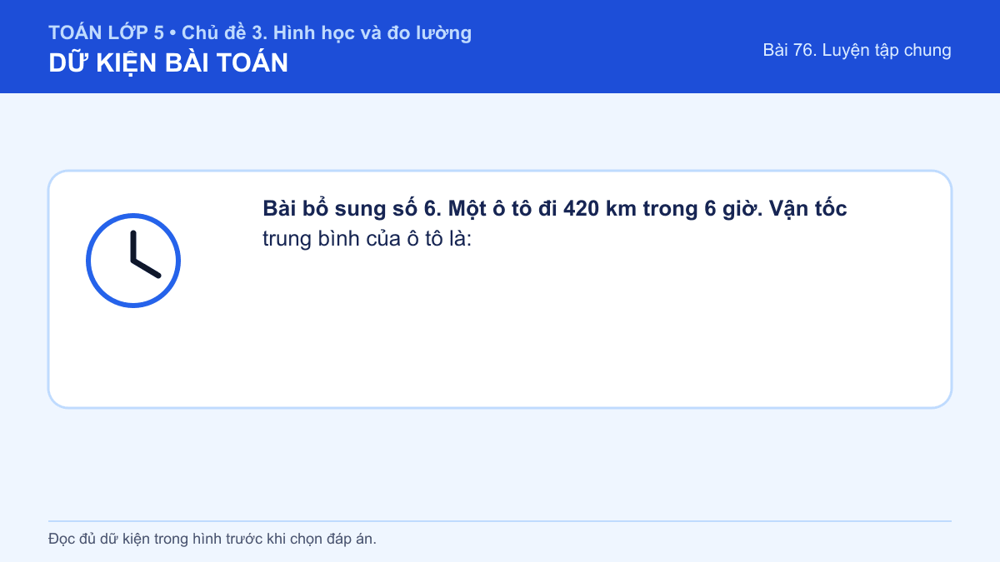 TOÁN LỚP 5 • Chủ đề 3. Hình học và đo lường
DỮ KIỆN BÀI TOÁN
Bài 76. Luyện tập chung
Bài bổ sung số 6. Một ô tô đi 420 km trong 6 giờ. Vận tốc
trung bình của ô tô là:
Đọc đủ dữ kiện trong hình trước khi chọn đáp án.